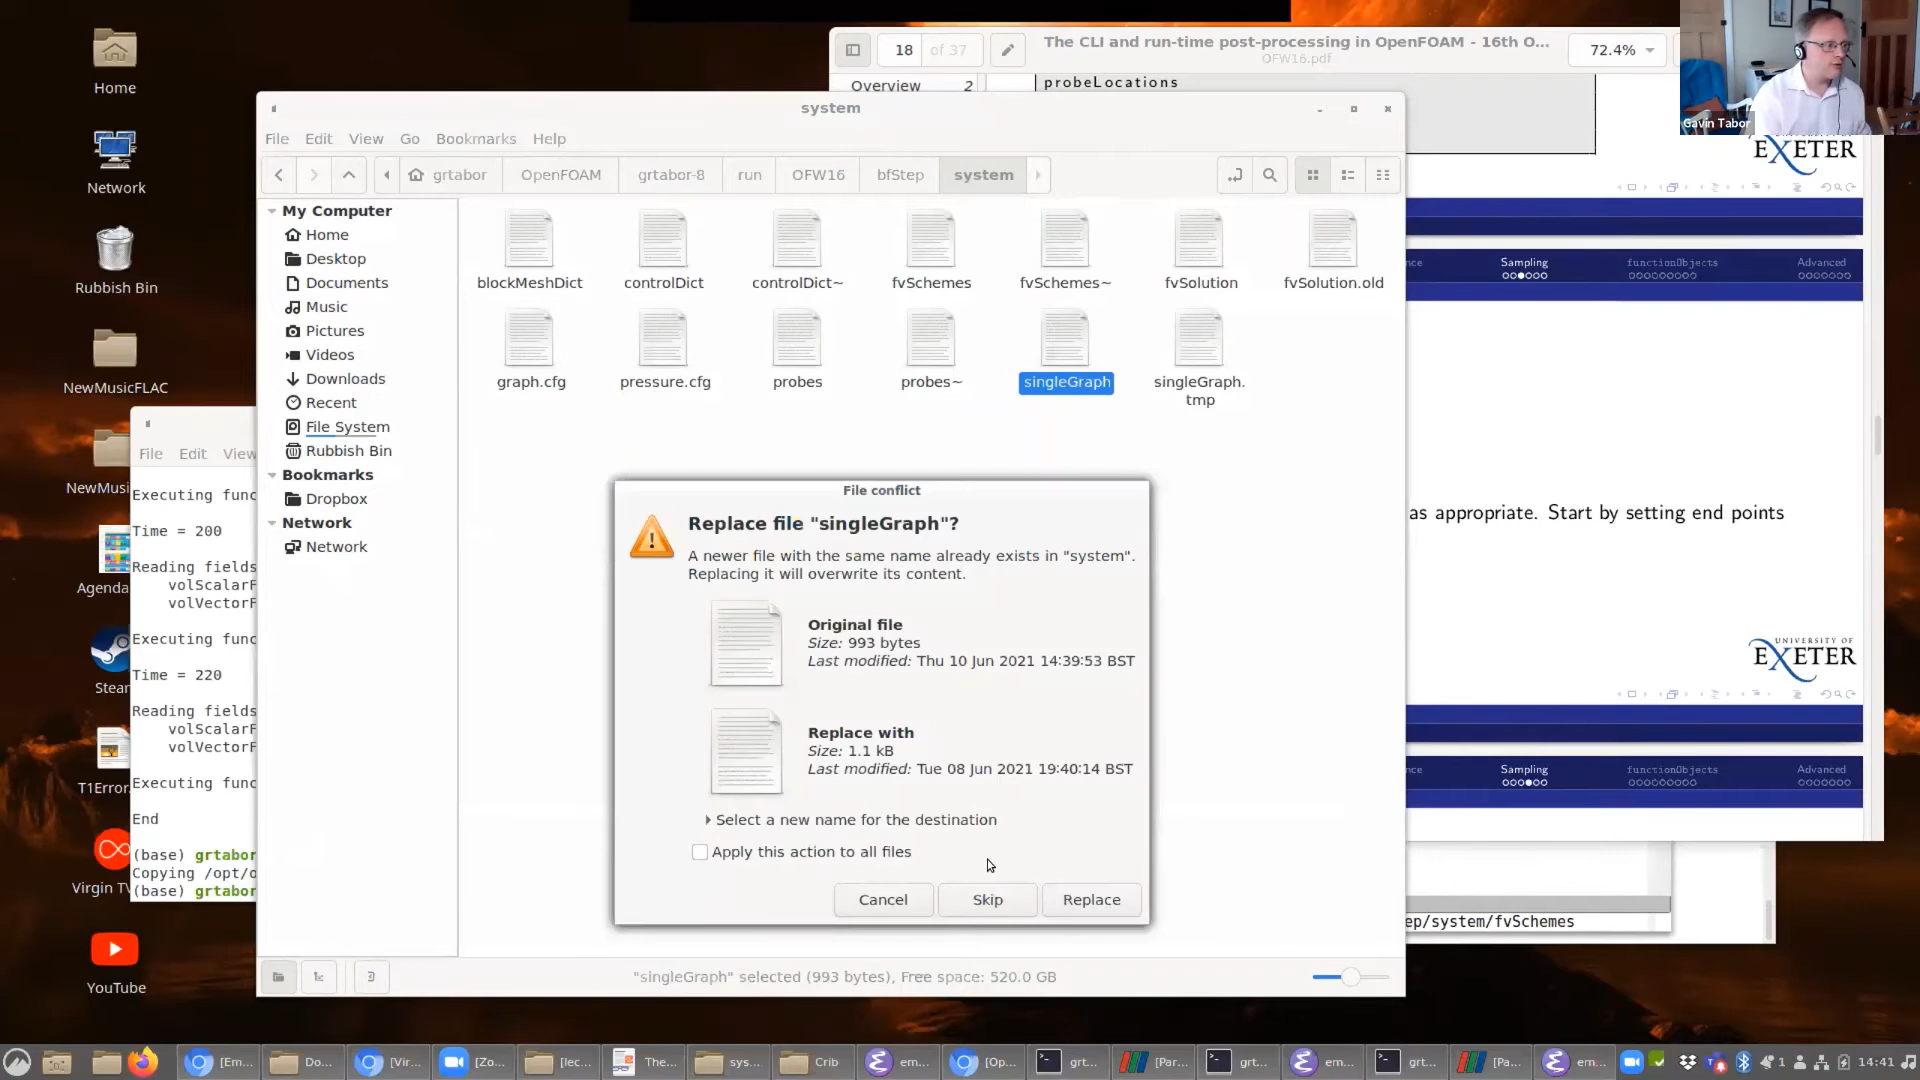 Home
Network
Rubbish Bin
NewMusicFLAC
NewMusi
Agenda
Steam
T1Error.
Virgin TV
YouTube
18 of 37
The CLI and run-time post-processing in OpenFOAM - 16th O...
OFW16.pdf
72.4%
Overview 2
probeLocations
Gavin Tabor
UNIVERSITY OF
EXETER
nce Sampling functionObjects Advanced
as appropriate. Start by setting end points
UNIVERSITY OF
EXETER
Sampling functionObjects Advanced
ep/system/fvSchemes
system
File Edit View Go Bookmarks Help
grtabor OpenFOAM grtabor-8 run OFW16 bfStep system
My Computer
Home
Desktop
Documents
Music
Pictures
Videos
Downloads
Recent
File System
Rubbish Bin
Bookmarks
Dropbox
Network
Network
blockMeshDict controlDict controlDict~ fvSchemes fvSchemes~ fvSolution fvSolution.old
graph.cfg pressure.cfg probes probes~ singleGraph singleGraph.
tmp
File conflict
Replace file "singleGraph"?
A newer file with the same name already exists in "system".
Replacing it will overwrite its content.
Original file
Size: 993 bytes
Last modified: Thu 10 Jun 2021 14:39:53 BST
Replace with
Size: 1.1 kB
Last modified: Tue 08 Jun 2021 19:40:14 BST
Select a new name for the destination
Apply this action to all files
Cancel Skip Replace
"singleGraph" selected (993 bytes), Free space: 520.0 GB
File Edit View
Executing func
Time = 200
Reading fields
volScalarF
volVectorF
Executing func
Time = 220
Reading fields
volScalarF
volVectorF
Executing func
End
(base) grtabor
Copying /opt/o
(base) grtabor
[Em... Do... [Vir... [Zo... [lec... The... sys... Crib em... [Op... grt... [Par... grt... em... grt... [Pa... em... 1 14:41